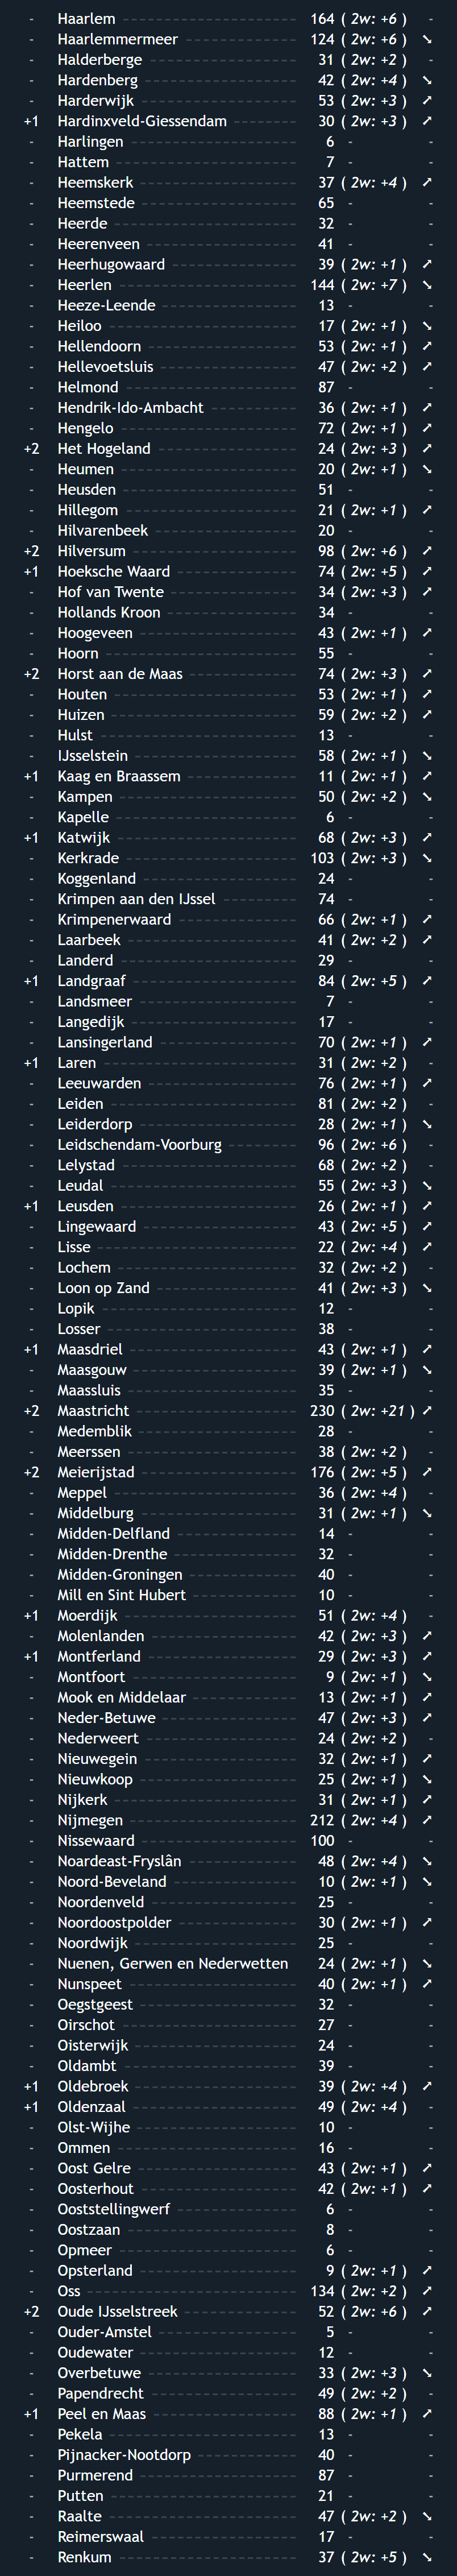 - Haarlem 164 ( 2w: +6 ) -
- Haarlemmermeer 124 ( 2w: +6 ) ➘
- Halderberge 31 ( 2w: +2 ) -
- Hardenberg 42 ( 2w: +4 ) ➘
- Harderwijk 53 ( 2w: +3 ) ➚
+1 Hardinxveld-Giessendam 30 ( 2w: +3 ) ➚
- Harlingen 6 - -
- Hattem 7 - -
- Heemskerk 37 ( 2w: +4 ) ➚
- Heemstede 65 - -
- Heerde 32 - -
- Heerenveen 41 - -
- Heerhugowaard 39 ( 2w: +1 ) ➚
- Heerlen 144 ( 2w: +7 ) ➘
- Heeze-Leende 13 - -
- Heiloo 17 ( 2w: +1 ) ➘
- Hellendoorn 53 ( 2w: +1 ) ➚
- Hellevoetsluis 47 ( 2w: +2 ) ➚
- Helmond 87 - -
- Hendrik-Ido-Ambacht 36 ( 2w: +1 ) ➚
- Hengelo 72 ( 2w: +1 ) ➚
+2 Het Hogeland 24 ( 2w: +3 ) ➚
- Heumen 20 ( 2w: +1 ) ➘
- Heusden 51 - -
- Hillegom 21 ( 2w: +1 ) ➚
- Hilvarenbeek 20 - -
+2 Hilversum 98 ( 2w: +6 ) ➚
+1 Hoeksche Waard 74 ( 2w: +5 ) ➚
- Hof van Twente 34 ( 2w: +3 ) ➚
- Hollands Kroon 34 - -
- Hoogeveen 43 ( 2w: +1 ) ➚
- Hoorn 55 - -
+2 Horst aan de Maas 74 ( 2w: +3 ) ➚
- Houten 53 ( 2w: +1 ) ➚
- Huizen 59 ( 2w: +2 ) ➚
- Hulst 13 - -
- IJsselstein 58 ( 2w: +1 ) ➘
+1 Kaag en Braassem 11 ( 2w: +1 ) ➚
- Kampen 50 ( 2w: +2 ) ➘
- Kapelle 6 - -
+1 Katwijk 68 ( 2w: +3 ) ➚
- Kerkrade 103 ( 2w: +3 ) ➘
- Koggenland 24 - -
- Krimpen aan den IJssel 74 - -
- Krimpenerwaard 66 ( 2w: +1 ) ➚
- Laarbeek 41 ( 2w: +2 ) ➚
- Landerd 29 - -
+1 Landgraaf 84 ( 2w: +5 ) ➚
- Landsmeer 7 - -
- Langedijk 17 - -
- Lansingerland 70 ( 2w: +1 ) ➚
+1 Laren 31 ( 2w: +2 ) -
- Leeuwarden 76 ( 2w: +1 ) ➚
- Leiden 81 ( 2w: +2 ) -
- Leiderdorp 28 ( 2w: +1 ) ➘
- Leidschendam-Voorburg 96 ( 2w: +6 ) -
- Lelystad 68 ( 2w: +2 ) -
- Leudal 55 ( 2w: +3 ) ➘
+1 Leusden 26 ( 2w: +1 ) ➚
- Lingewaard 43 ( 2w: +5 ) ➚
- Lisse 22 ( 2w: +4 ) ➚
- Lochem 32 ( 2w: +2 ) -
- Loon op Zand 41 ( 2w: +3 ) ➘
- Lopik 12 - -
- Losser 38 - -
+1 Maasdriel 43 ( 2w: +1 ) ➚
- Maasgouw 39 ( 2w: +1 ) ➘
- Maassluis 35 - -
+2 Maastricht 230 ( 2w: +21 ) ➚
- Medemblik 28 - -
- Meerssen 38 ( 2w: +2 ) -
+2 Meierijstad 176 ( 2w: +5 ) ➚
- Meppel 36 ( 2w: +4 ) -
- Middelburg 31 ( 2w: +1 ) ➘
- Midden-Delfland 14 - -
- Midden-Drenthe 32 - -
- Midden-Groningen 40 - -
- Mill en Sint Hubert 10 - -
+1 Moerdijk 51 ( 2w: +4 ) -
- Molenlanden 42 ( 2w: +3 ) ➚
+1 Montferland 29 ( 2w: +3 ) ➚
- Montfoort 9 ( 2w: +1 ) ➘
- Mook en Middelaar 13 ( 2w: +1 ) ➚
- Neder-Betuwe 47 ( 2w: +3 ) ➚
- Nederweert 24 ( 2w: +2 ) -
- Nieuwegein 32 ( 2w: +1 ) ➚
- Nieuwkoop 25 ( 2w: +1 ) ➘
- Nijkerk 31 ( 2w: +1 ) ➚
- Nijmegen 212 ( 2w: +4 ) ➚
- Nissewaard 100 - -
- Noardeast-Fryslân 48 ( 2w: +4 ) ➘
- Noord-Beveland 10 ( 2w: +1 ) ➘
- Noordenveld 25 - -
- Noordoostpolder 30 ( 2w: +1 ) ➚
- Noordwijk 25 - -
- Nuenen, Gerwen en Nederwetten 24 ( 2w: +1 ) ➘
- Nunspeet 40 ( 2w: +1 ) ➚
- Oegstgeest 32 - -
- Oirschot 27 - -
- Oisterwijk 24 - -
- Oldambt 39 - -
+1 Oldebroek 39 ( 2w: +4 ) ➚
+1 Oldenzaal 49 ( 2w: +4 ) -
- Olst-Wijhe 10 - -
- Ommen 16 - -
- Oost Gelre 43 ( 2w: +1 ) ➚
- Oosterhout 42 ( 2w: +1 ) ➚
- Ooststellingwerf 6 - -
- Oostzaan 8 - -
- Opmeer 6 - -
- Opsterland 9 ( 2w: +1 ) ➚
- Oss 134 ( 2w: +2 ) ➚
+2 Oude IJsselstreek 52 ( 2w: +6 ) ➚
- Ouder-Amstel 5 - -
- Oudewater 12 - -
- Overbetuwe 33 ( 2w: +3 ) ➘
- Papendrecht 49 ( 2w: +2 ) -
+1 Peel en Maas 88 ( 2w: +1 ) ➚
- Pekela 13 - -
- Pijnacker-Nootdorp 40 - -
- Purmerend 87 - -
- Putten 21 - -
- Raalte 47 ( 2w: +2 ) ➘
- Reimerswaal 17 - -
- Renkum 37 ( 2w: +5 ) ➘